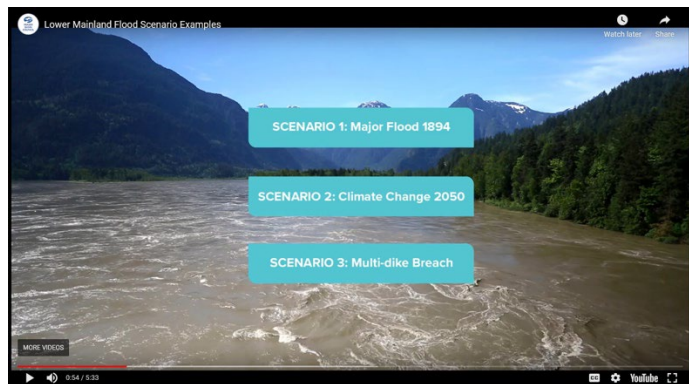 Lower Mainland Flood Scenario Examples
Watch later
Share
SCENARIO 1: Major Flood 1894
SCENARIO 2: Climate Change 2050
SCENARIO 3: Multi-dike Breach
MORE VIDEOS
0:54 / 5:33
CC
YouTube